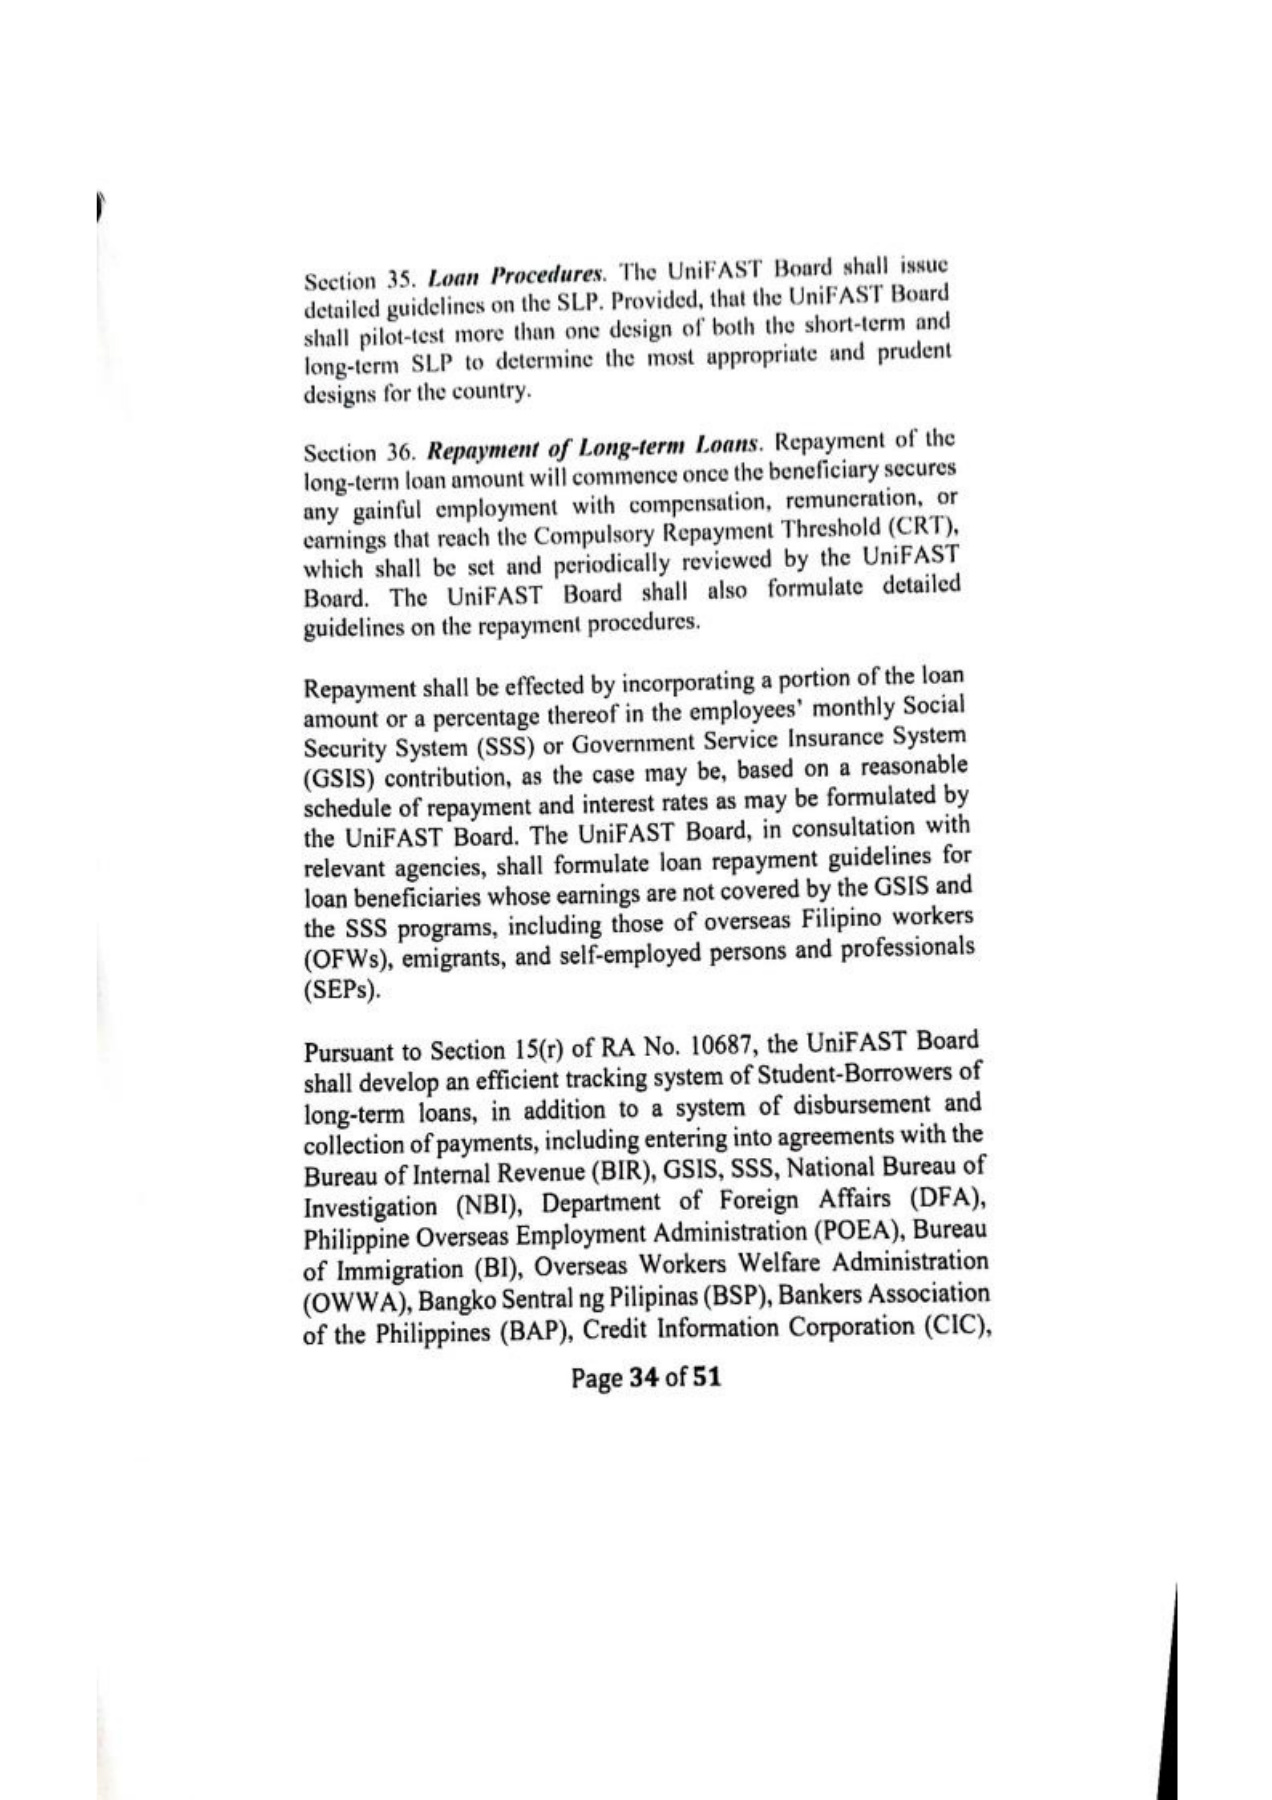 Section 35. Loan Procedures. The UniFAST Board shall issue
detailed guidelines on the SLP. Provided, that the UniFAST Board
shall pilot-test more than one design of both the short-term and
long-term SLP to determine the most appropriate and prudent
designs for the country.
Section 36. Repayment of Long-term Loans. Repayment of the
long-term loan amount will commence once the beneficiary secures
any gainful employment with compensation, remuneration, or
earnings that reach the Compulsory Repayment Threshold (CRT),
which shall be set and periodically reviewed by the UniFAST
Board. The UniFAST Board shall also formulate detailed
guidelines on the repayment procedures.
Repayment shall be effected by incorporating a portion of the loan
amount or a percentage thereof in the employees' monthly Social
Security System (SSS) or Government Service Insurance System
(GSIS) contribution, as the case may be, based on a reasonable
schedule of repayment and interest rates as may be formulated by
the UniFAST Board. The UniFAST Board, in consultation with
relevant agencies, shall formulate loan repayment guidelines for
loan beneficiaries whose earnings are not covered by the GSIS and
the SSS programs, including those of overseas Filipino workers
(OFWs), emigrants, and self-employed persons and professionals
(SEPs).
Pursuant to Section 15(r) of RA No. 10687, the UniFAST Board
shall develop an efficient tracking system of Student-Borrowers of
long-term loans, in addition to a system of disbursement and
collection of payments, including entering into agreements with the
Bureau of Internal Revenue (BIR), GSIS, SSS, National Bureau of
Investigation (NBI), Department of Foreign Affairs (DFA),
Philippine Overseas Employment Administration (POEA), Bureau
of Immigration (BI), Overseas Workers Welfare Administration
(OWWA), Bangko Sentral ng Pilipinas (BSP), Bankers Association
of the Philippines (BAP), Credit Information Corporation (CIC),
Page 34 of 51